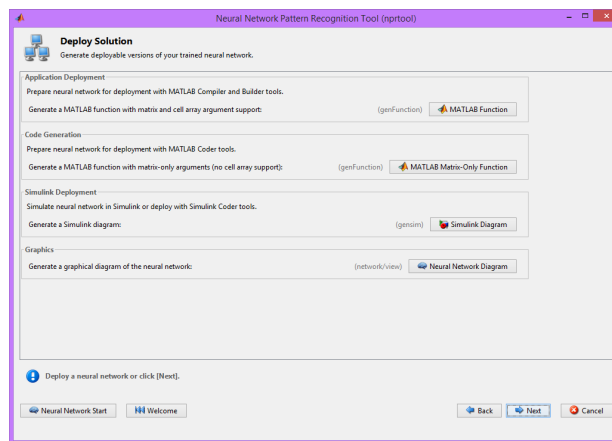 Neural Network Pattern Recognition Tool (nprtool)
Deploy Solution
Generate deployable versions of your trained neural network.
Application Deployment
Prepare neural network for deployment with MATLAB Compiler and Builder tools.
Generate a MATLAB function with matrix and cell array argument support: (genFunction) MATLAB Function
Code Generation
Prepare neural network for deployment with MATLAB Coder tools.
Generate a MATLAB function with matrix-only arguments (no cell array support): (genFunction) MATLAB Matrix-Only Function
Simulink Deployment
Simulate neural network in Simulink or deploy with Simulink Coder tools.
Generate a Simulink diagram: (gensim) Simulink Diagram
Graphics
Generate a graphical diagram of the neural network: (network/view) Neural Network Diagram
Deploy a neural network or click [Next].
Neural Network Start Welcome Back Next Cancel